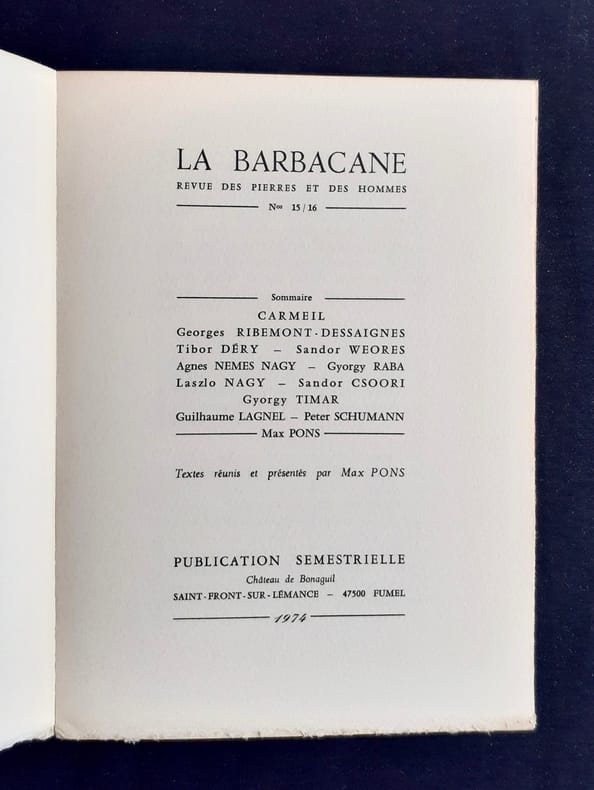 LA BARBACANE
REVUE DES PIERRES ET DES HOMMES
Nos 15/16
Sommaire
CARMEIL
Georges RIBEMONT-DESSAIGNES
Tibor DÉRY – Sandor WEORES
Agnes NEMES NAGY – Gyorgy RABA
Laszlo NAGY – Sandor CSOORI
Gyorgy TIMAR
Guilhaume LAGNEL – Peter SCHUMANN
Max PONS
Textes réunis et présentés par Max PONS
PUBLICATION SEMESTRIELLE
Château de Bonaguil
SAINT-FRONT-SUR-LÉMANCE – 47500 FUMEL
1974